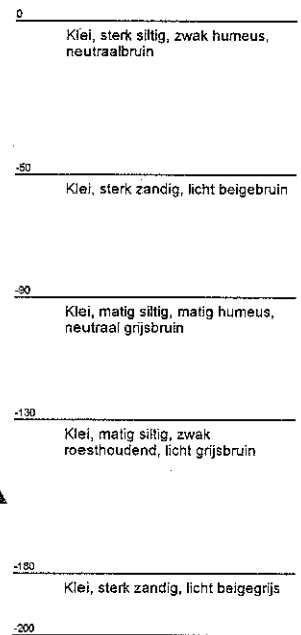 0
Klei, sterk siltig, zwak humeus,
neutraalbruin
-50
Klei, sterk zandig, licht beigebruin
-90
Klei, matig siltig, matig humeus,
neutraal grijsbruin
-130
Klei, matig siltig, zwak
roesthoudend, licht grijsbruin
-180
Klei, sterk zandig, licht beigegrijs
-200